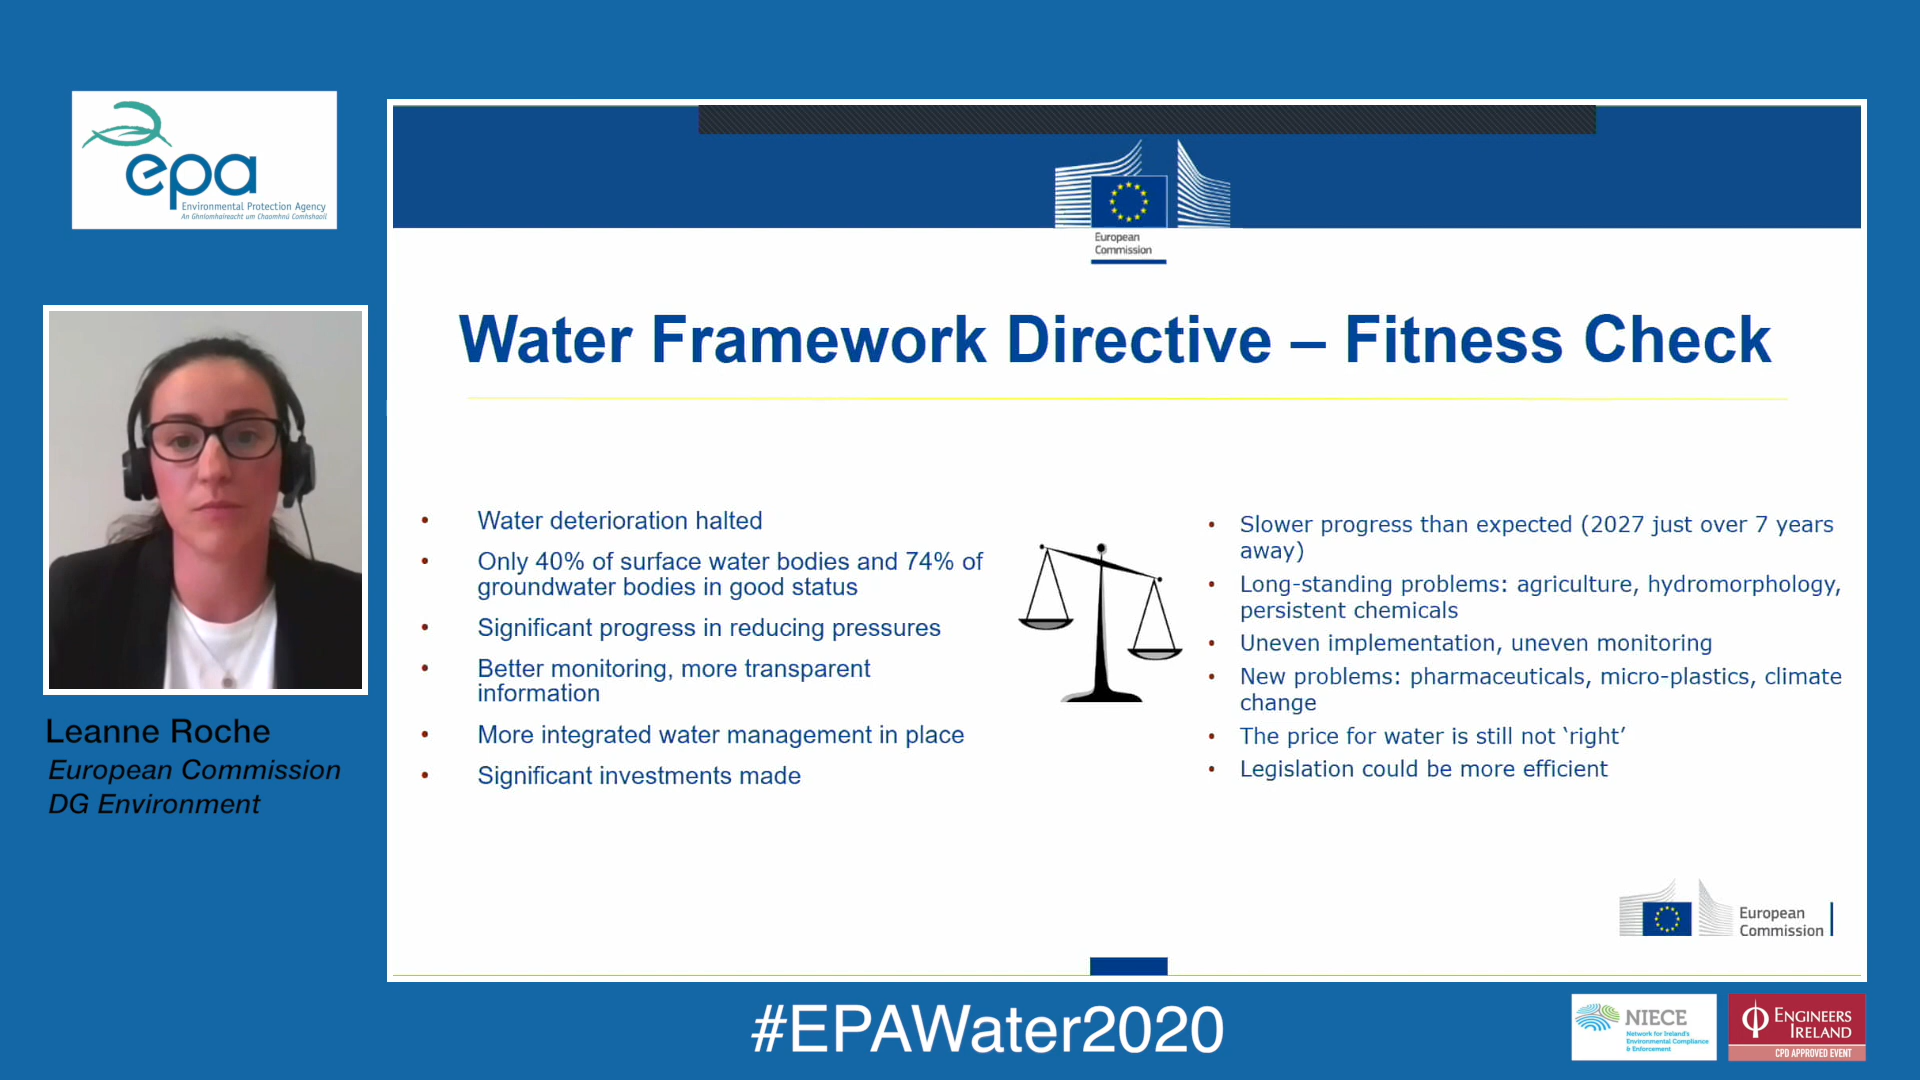 epa
Environmental Protection Agency
An Ghníomhaireacht um Chaomhnú Comhshaoil
European
Commission
Water Framework Directive – Fitness Check
• Water deterioration halted
• Only 40% of surface water bodies and 74% of
groundwater bodies in good status
• Significant progress in reducing pressures
• Better monitoring, more transparent
information
• More integrated water management in place
• Significant investments made
• Slower progress than expected (2027 just over 7 years
away)
• Long-standing problems: agriculture, hydromorphology,
persistent chemicals
• Uneven implementation, uneven monitoring
• New problems: pharmaceuticals, micro-plastics, climate
change
• The price for water is still not ‘right’
• Legislation could be more efficient
European
Commission
Leanne Roche
European Commission
DG Environment
#EPAWater2020
NIECE
Network for Ireland's
Environmental Compliance
& Enforcement
ENGINEERS
IRELAND
CPD APPROVED EVENT